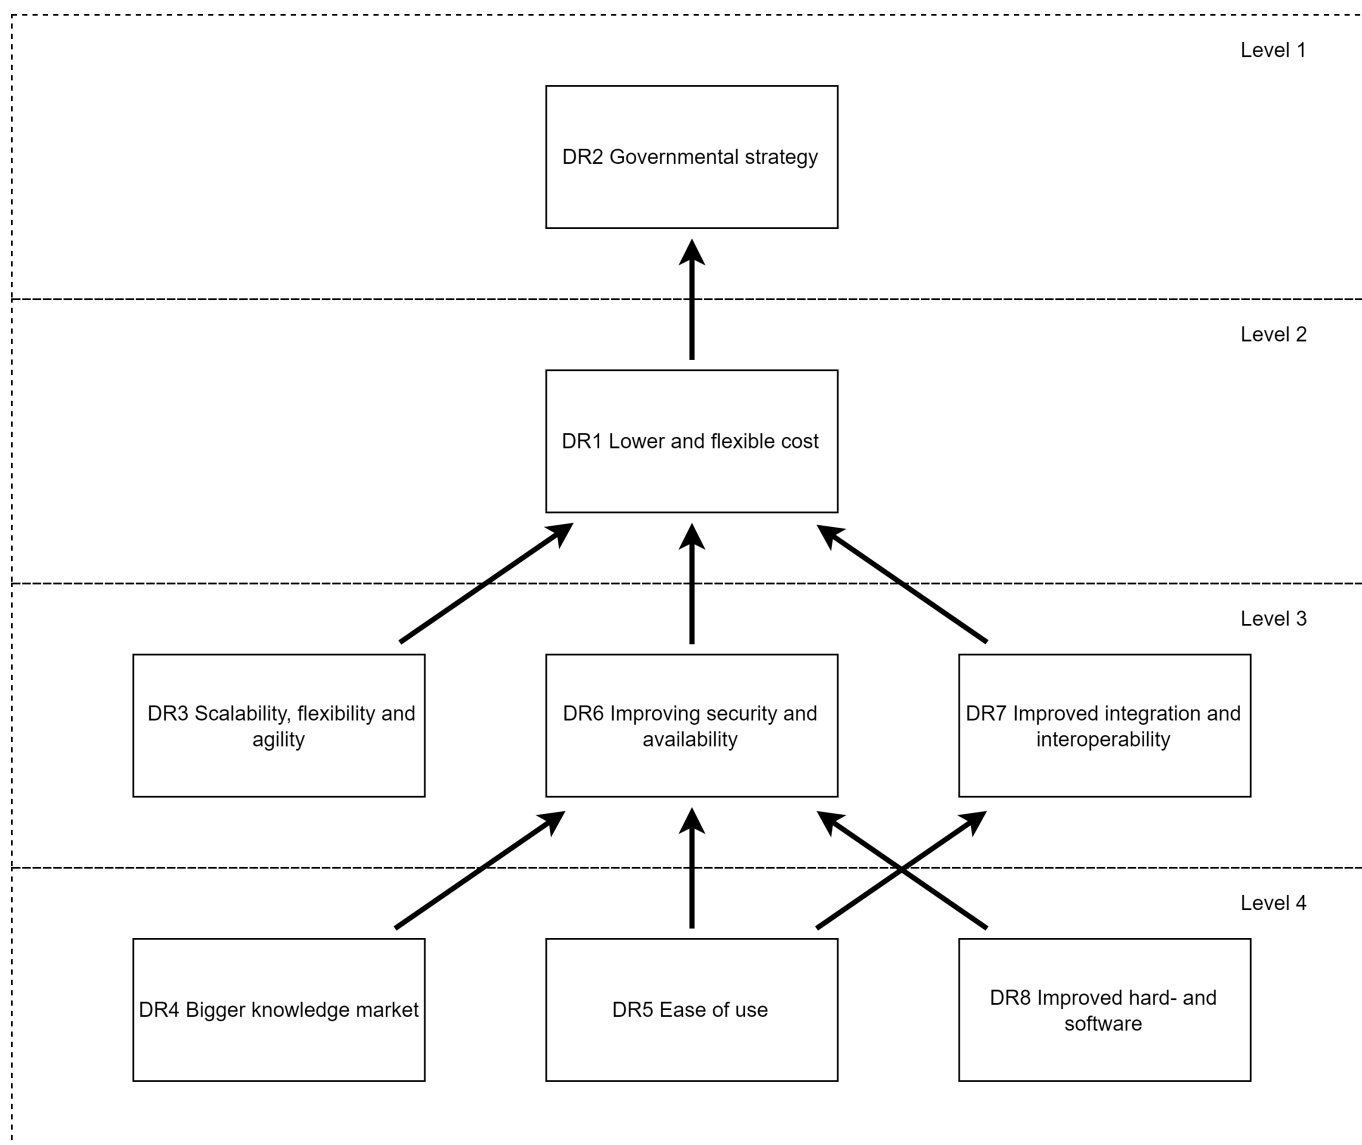 Level 1
DR2 Governmental strategy
Level 2
DR1 Lower and flexible cost
Level 3
DR3 Scalability, flexibility and
agility
DR6 Improving security and
availability
DR7 Improved integration and
interoperability
Level 4
DR4 Bigger knowledge market
DR5 Ease of use
DR8 Improved hard- and
software